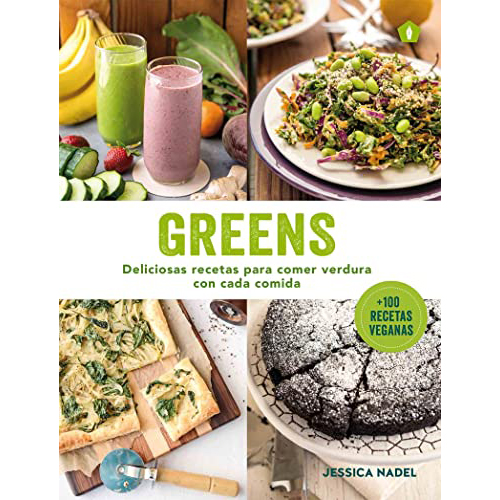 GREENS
Deliciosas recetas para comer verdura
con cada comida
+100
RECETAS
VEGANAS
JESSICA NADEL